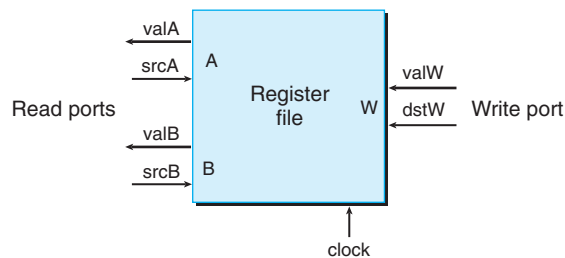 valA
srcA
A
Read ports
valB
srcB
B
Register
file
W
valW
dstW
Write port
clock